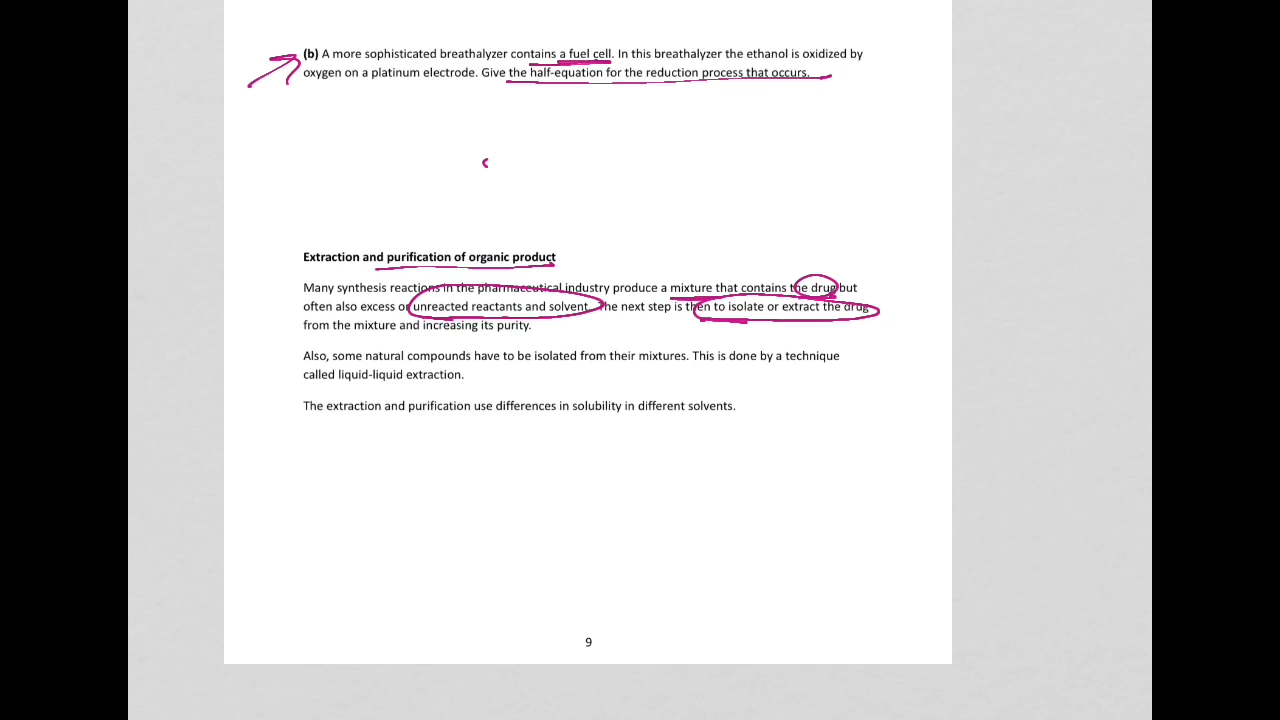 (b) A more sophisticated breathalyzer contains a fuel cell. In this breathalyzer the ethanol is oxidized by
oxygen on a platinum electrode. Give the half-equation for the reduction process that occurs.
Extraction and purification of organic product
Many synthesis reactions in the pharmaceutical industry produce a mixture that contains the drug but
often also excess or unreacted reactants and solvent. The next step is then to isolate or extract the drug
from the mixture and increasing its purity.
Also, some natural compounds have to be isolated from their mixtures. This is done by a technique
called liquid-liquid extraction.
The extraction and purification use differences in solubility in different solvents.
9